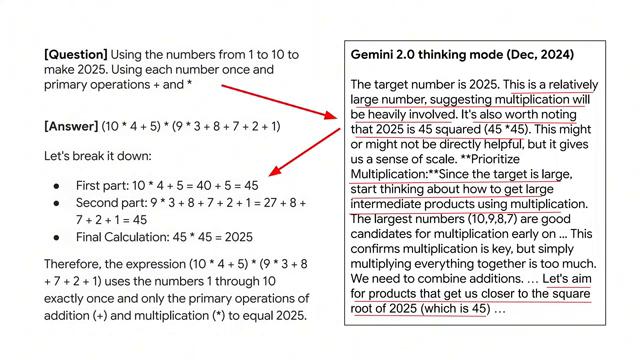 [Question] Using the numbers from 1 to 10 to
make 2025. Using each number once and
primary operations + and *
[Answer] (10 * 4 + 5) * (9 * 3 + 8 + 7 + 2 + 1)
Let's break it down:
● First part: 10 * 4 + 5 = 40 + 5 = 45
● Second part: 9 * 3 + 8 + 7 + 2 + 1 = 27 + 8 +
7 + 2 + 1 = 45
● Final Calculation: 45 * 45 = 2025
Therefore, the expression (10 * 4 + 5) * (9 * 3 + 8
+ 7 + 2 + 1) uses the numbers 1 through 10
exactly once and only the primary operations of
addition (+) and multiplication (*) to equal 2025.
Gemini 2.0 thinking mode (Dec, 2024)
The target number is 2025. This is a relatively
large number, suggesting multiplication will
be heavily involved. It's also worth noting
that 2025 is 45 squared (45 *45). This might
or might not be directly helpful, but it gives
us a sense of scale. **Prioritize
Multiplication:**Since the target is large,
start thinking about how to get large
intermediate products using multiplication.
The largest numbers (10,9,8,7) are good
candidates for multiplication early on ... This
confirms multiplication is key, but simply
multiplying everything together is too much.
We need to combine additions. ... Let's aim
for products that get us closer to the square
root of 2025 (which is 45) ...